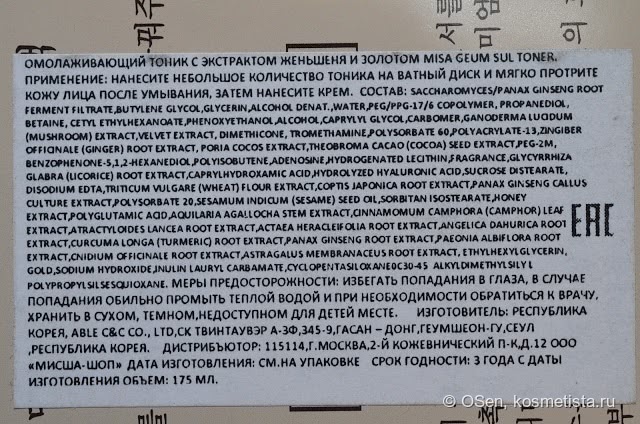 ОМОЛАЖИВАЮЩИЙ ТОНИК С ЭКСТРАКТОМ ЖЕНЬШЕНЯ И ЗОЛОТОМ MISA GEUM SUL TONER.
ПРИМЕНЕНИЕ: НАНЕСИТЕ НЕБОЛЬШОЕ КОЛИЧЕСТВО ТОНИКА НА ВАТНЫЙ ДИСК И МЯГКО ПРОТРИТЕ
КОЖУ ЛИЦА ПОСЛЕ УМЫВАНИЯ, ЗАТЕМ НАНЕСИТЕ КРЕМ. СОСТАВ: SACCHAROMYCES/PANAX GINSENG ROOT
FERMENT FILTRATE,BUTYLENE GLYCOL,GLYCERIN,ALCOHOL DENAT.,WATER,PEG/PPG-17/6 COPOLYMER, PROPANEDIOL,
BETAINE, CETYL ETHYLHEXANOATE,PHENOXYETHANOL,ALCOHOL,CAPRYLYL GLYCOL,CARBOMER,GANODERMA LUCIDUM
(MUSHROOM) EXTRACT,VELVET EXTRACT, DIMETHICONE, TROMETHAMINE,POLYSORBATE 60,POLYACRYLATE-13,ZINGIBER
OFFICINALE (GINGER) ROOT EXTRACT, PORIA COCOS EXTRACT,THEOBROMA CACAO (COCOA) SEED EXTRACT,PEG-2M,
BENZOPHENONE-5,1,2-HEXANEDIOL,POLYISOBUTENE,ADENOSINE,HYDROGENATED LECITHIN,FRAGRANCE,GLYCYRRHIZA
GLABRA (LICORICE) ROOT EXTRACT,CAPRYLHYDROXAMIC ACID,HYDROLYZED HYALURONIC ACID,SUCROSE DISTEARATE,
DISODIUM EDTA,TRITICUM VULGARE (WHEAT) FLOUR EXTRACT,COPTIS JAPONICA ROOT EXTRACT,PANAX GINSENG CALLUS
CULTURE EXTRACT,POLYSORBATE 20,SESAMUM INDICUM (SESAME) SEED OIL,SORBITAN ISOSTEARATE,HONEY
EXTRACT,POLYGLUTAMIC ACID,AQUILARIA AGALLOCHA STEM EXTRACT,CINNAMOMUM CAMPHORA (CAMPHOR) LEAF
EXTRACT,ATRACTYLOIDES LANCEA ROOT EXTRACT,ACTAEA HERACLEIFOLIA ROOT EXTRACT,ANGELICA DAHURICA ROOT
EXTRACT,CURCUMA LONGA (TURMERIC) ROOT EXTRACT,PANAX GINSENG ROOT EXTRACT,PAEONIA ALBIFLORA ROOT
EXTRACT,CNIDIUM OFFICINALE ROOT EXTRACT,ASTRAGALUS MEMBRANACEUS ROOT EXTRACT, ETHYLHEXYLGLYCERIN,
GOLD,SODIUM HYDROXIDE,INULIN LAURYL CARBAMATE,CYCLOPENTASILOXANE0C30-45 ALKYLDIMETHYLSILYL
POLYPROPYLSILSESQUIOXANE. МЕРЫ ПРЕДОСТОРОЖНОСТИ: ИЗБЕГАТЬ ПОПАДАНИЯ В ГЛАЗА, В СЛУЧАЕ
ПОПАДАНИЯ ОБИЛЬНО ПРОМЫТЬ ТЕПЛОЙ ВОДОЙ И ПРИ НЕОБХОДИМОСТИ ОБРАТИТЬСЯ К ВРАЧУ,
ХРАНИТЬ В СУХОМ, ТЕМНОМ,НЕДОСТУПНОМ ДЛЯ ДЕТЕЙ МЕСТЕ. ИЗГОТОВИТЕЛЬ: РЕСПУБЛИКА
КОРЕЯ, ABLE C&C CO., LTD,СК ТВИНТАУВЭР А-3Ф,345-9,ГАСАН – ДОНГ,ГЕУМШЕОН-ГУ,СЕУЛ
,РЕСПУБЛИКА КОРЕЯ. ДИСТРИБЬЮТОР: 115114,Г.МОСКВА,2-Й КОЖЕВНИЧЕСКИЙ П-К,Д.12 ООО
«МИСША-ШОП» ДАТА ИЗГОТОВЛЕНИЯ: СМ.НА УПАКОВКЕ СРОК ГОДНОСТИ: 3 ГОДА С ДАТЫ
ИЗГОТОВЛЕНИЯ ОБЪЕМ: 175 МЛ.
EAC
© OSen, kosmetista.ru